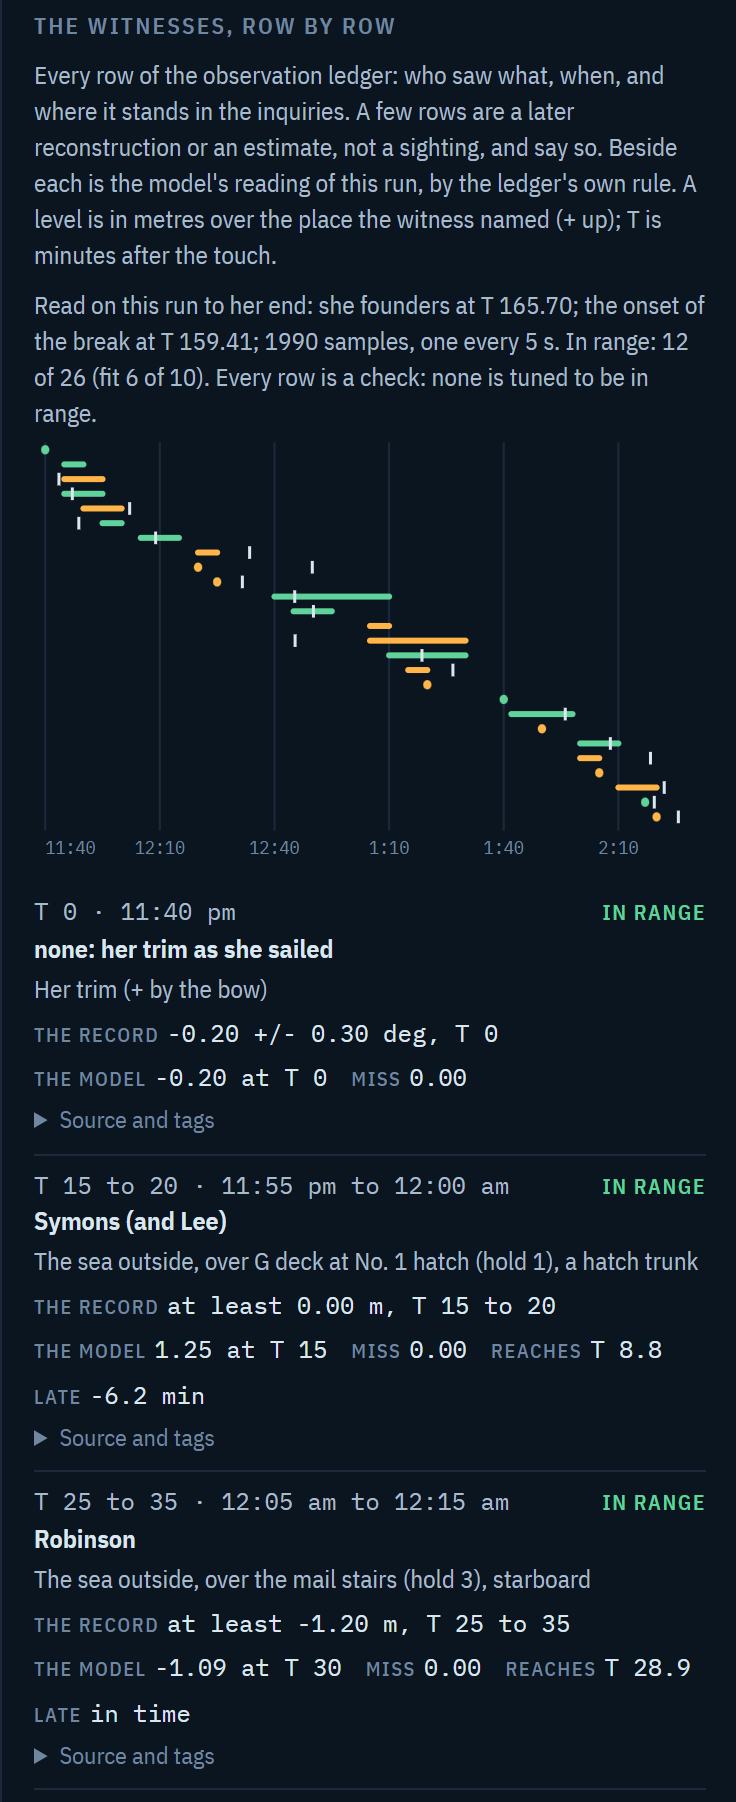 THE WITNESSES, ROW BY ROW
Every row of the observation ledger: who saw what, when, and
where it stands in the inquiries. A few rows are a later
reconstruction or an estimate, not a sighting, and say so. Beside
each is the model's reading of this run, by the ledger's own rule. A
level is in metres over the place the witness named (+ up); T is
minutes after the touch.
Read on this run to her end: she founders at T 165.70; the onset of
the break at T 159.41; 1990 samples, one every 5 s. In range: 12
of 26 (fit 6 of 10). Every row is a check: none is tuned to be in
range.
11:40 12:10 12:40 1:10 1:40 2:10
T 0 · 11:40 pm IN RANGE
none: her trim as she sailed
Her trim (+ by the bow)
THE RECORD -0.20 +/- 0.30 deg, T 0
THE MODEL -0.20 at T 0 MISS 0.00
▶ Source and tags
T 15 to 20 · 11:55 pm to 12:00 am IN RANGE
Symons (and Lee)
The sea outside, over G deck at No. 1 hatch (hold 1), a hatch trunk
THE RECORD at least 0.00 m, T 15 to 20
THE MODEL 1.25 at T 15 MISS 0.00 REACHES T 8.8
LATE -6.2 min
▶ Source and tags
T 25 to 35 · 12:05 am to 12:15 am IN RANGE
Robinson
The sea outside, over the mail stairs (hold 3), starboard
THE RECORD at least -1.20 m, T 25 to 35
THE MODEL -1.09 at T 30 MISS 0.00 REACHES T 28.9
LATE in time
▶ Source and tags